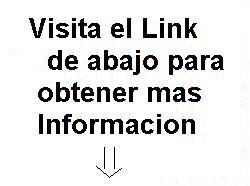 Visita el Link
de abajo para
obtener mas
Informacion